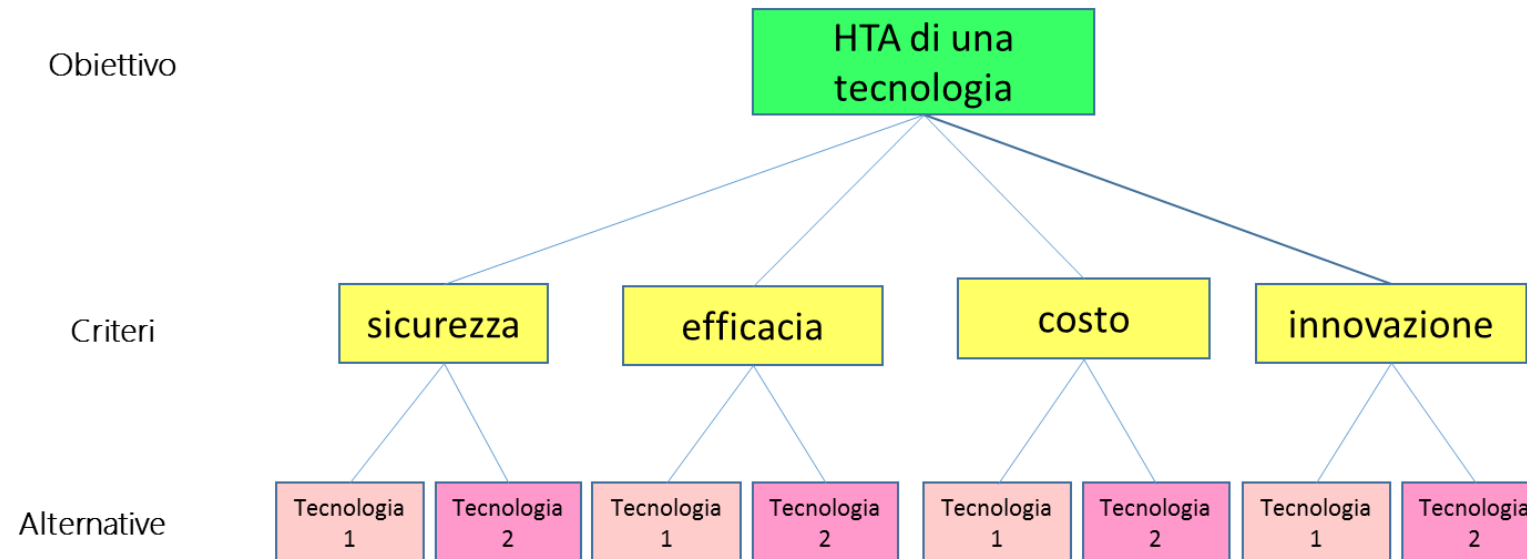 Obiettivo
HTA di una
tecnologia
Criteri
sicurezza
efficacia
costo
innovazione
Alternative
Tecnologia
1
Tecnologia
2
Tecnologia
1
Tecnologia
2
Tecnologia
1
Tecnologia
2
Tecnologia
1
Tecnologia
2